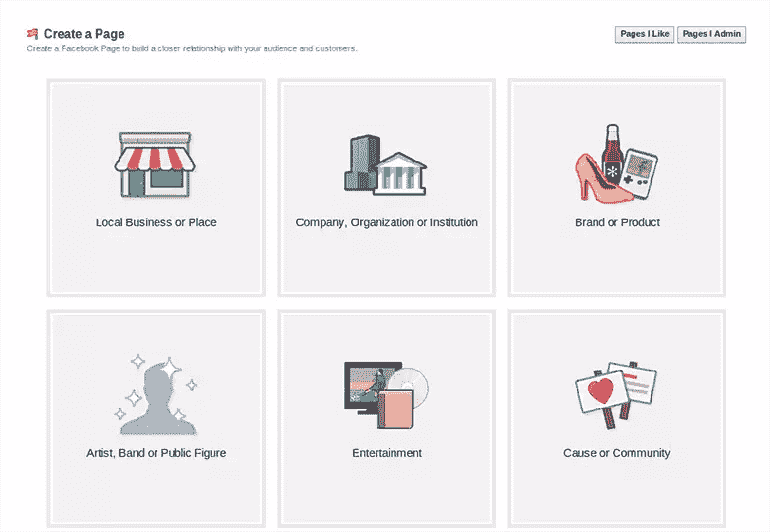 Create a Page
Pages I Like
Pages I Admin
Create a Facebook Page to build a closer relationship with your audience and customers.
Local Business or Place
Company, Organization or Institution
Brand or Product
Artist, Band or Public Figure
Entertainment
Cause or Community